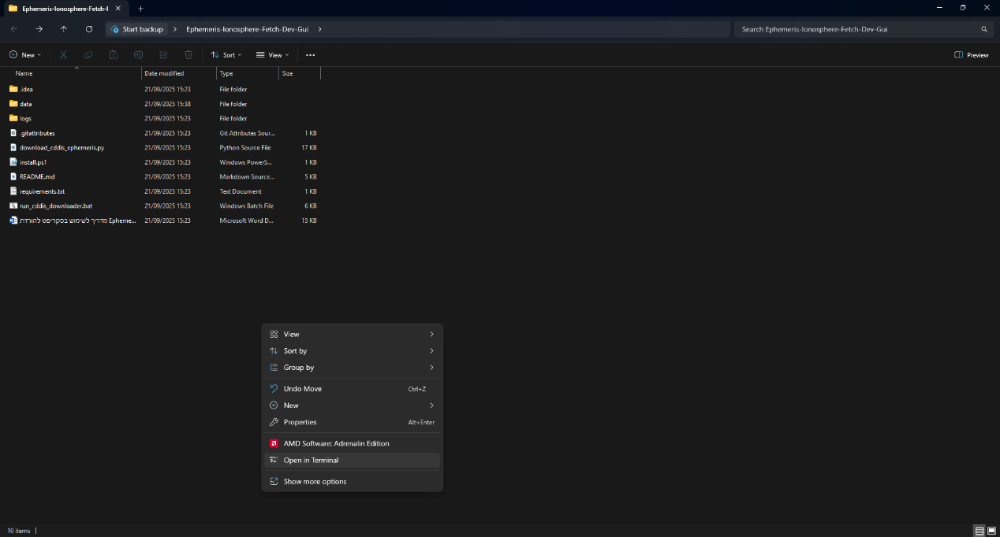 Ephemeris-Ionosphere-Fetch-I
Start backup > Ephemeris-Ionosphere-Fetch-Dev-Gui >
Search Ephemeris-Ionosphere-Fetch-Dev-Gui
New
Sort
View
Preview
Name Date modified Type Size
.idea 21/09/2025 15:23 File folder
data 21/09/2025 15:38 File folder
logs 21/09/2025 15:23 File folder
.gitattributes 21/09/2025 15:23 Git Attributes Sour... 1 KB
download_cddis_ephemeris.py 21/09/2025 15:23 Python Source File 17 KB
install.ps1 21/09/2025 15:23 Windows PowerS... 1 KB
README.md 21/09/2025 15:23 Markdown Source... 5 KB
requirements.txt 21/09/2025 15:23 Text Document 1 KB
run_cddis_downloader.bat 21/09/2025 15:23 Windows Batch File 6 KB
מדריך לשימוש בסקריפט להורדת Epheme... 21/09/2025 15:23 Microsoft Word D... 15 KB
View
Sort by
Group by
Undo Move Ctrl+Z
New
Properties Alt+Enter
AMD Software: Adrenalin Edition
Open in Terminal
Show more options
10 items